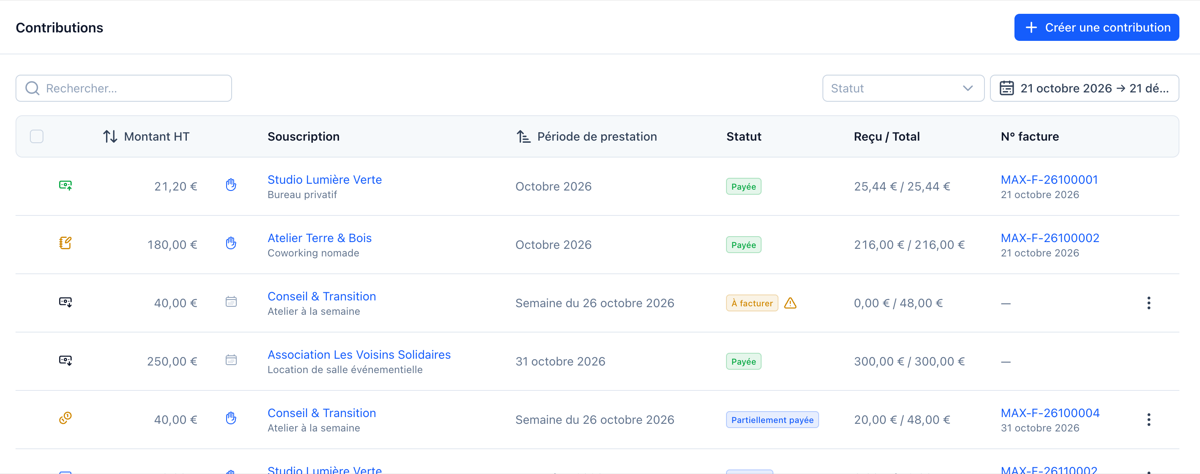 Contributions
Créer une contribution
Rechercher...
Statut
21 octobre 2026 → 21 dé...
Montant HT Souscription Période de prestation Statut Reçu / Total N° facture
21,20 € Studio Lumière Verte Octobre 2026 Payée 25,44 € / 25,44 € MAX-F-26100001
Bureau privatif 21 octobre 2026
180,00 € Atelier Terre & Bois Octobre 2026 Payée 216,00 € / 216,00 € MAX-F-26100002
Coworking nomade 21 octobre 2026
40,00 € Conseil & Transition Semaine du 26 octobre 2026 À facturer 0,00 € / 48,00 € —
Atelier à la semaine
250,00 € Association Les Voisins Solidaires 31 octobre 2026 Payée 300,00 € / 300,00 € —
Location de salle événementielle
40,00 € Conseil & Transition Semaine du 26 octobre 2026 Partiellement payée 20,00 € / 48,00 € MAX-F-26100004
Atelier à la semaine 31 octobre 2026
Studio Lumière Verte MAX-F-26110002